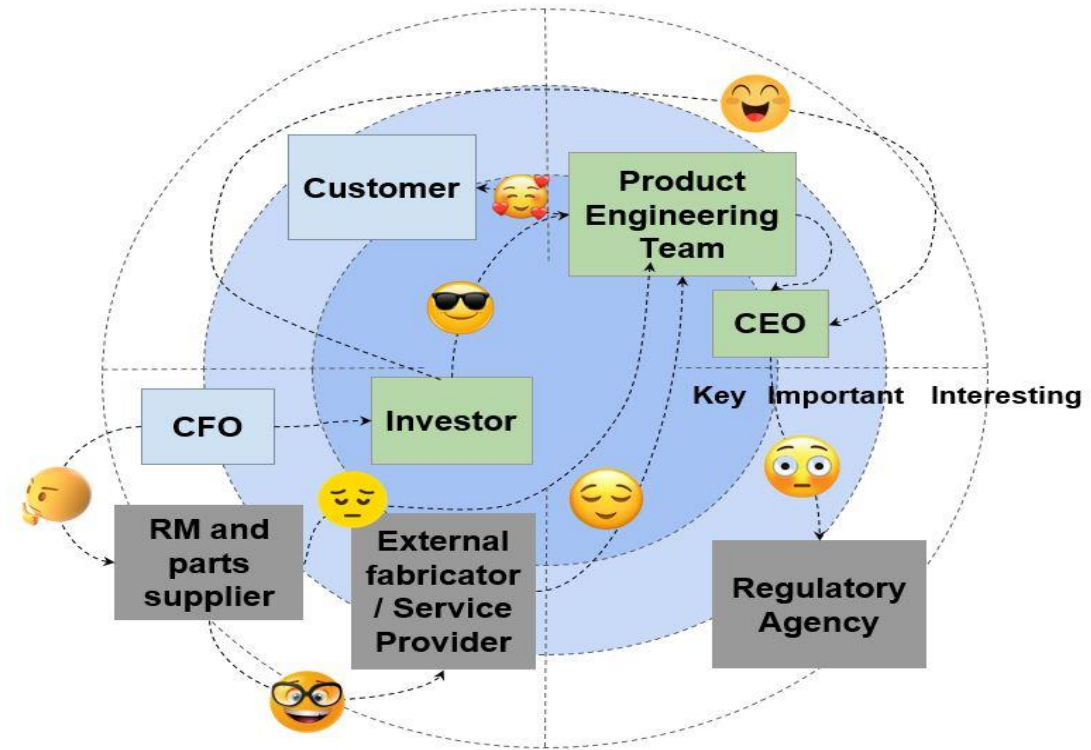 Customer
Product
Engineering
Team
CEO
Key Important Interesting
CFO
Investor
RM and
parts
supplier
External
fabricator
/ Service
Provider
Regulatory
Agency